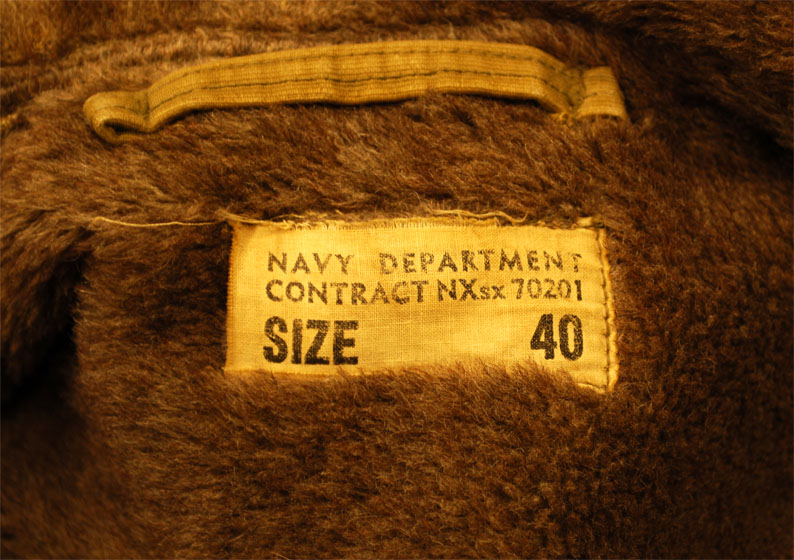 NAVY DEPARTMENT
CONTRACT NXsx 70201
SIZE 40